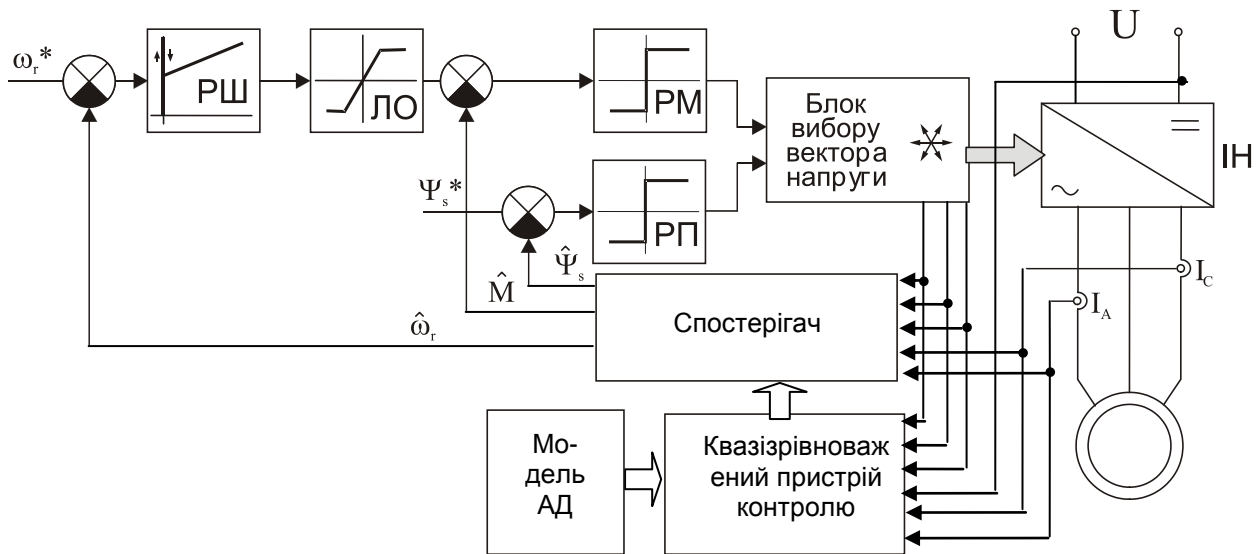 U
ω_r*
РШ
ЛО
РМ
Блок
вибору
вектора
напруги
ІН
Ψ_s*
РП
Ψ̂_s
M̂
ω̂_r
Спостерігач
I_C
I_A
Мо-
дель
АД
Квазізрівноваж
ений пристрій
контролю